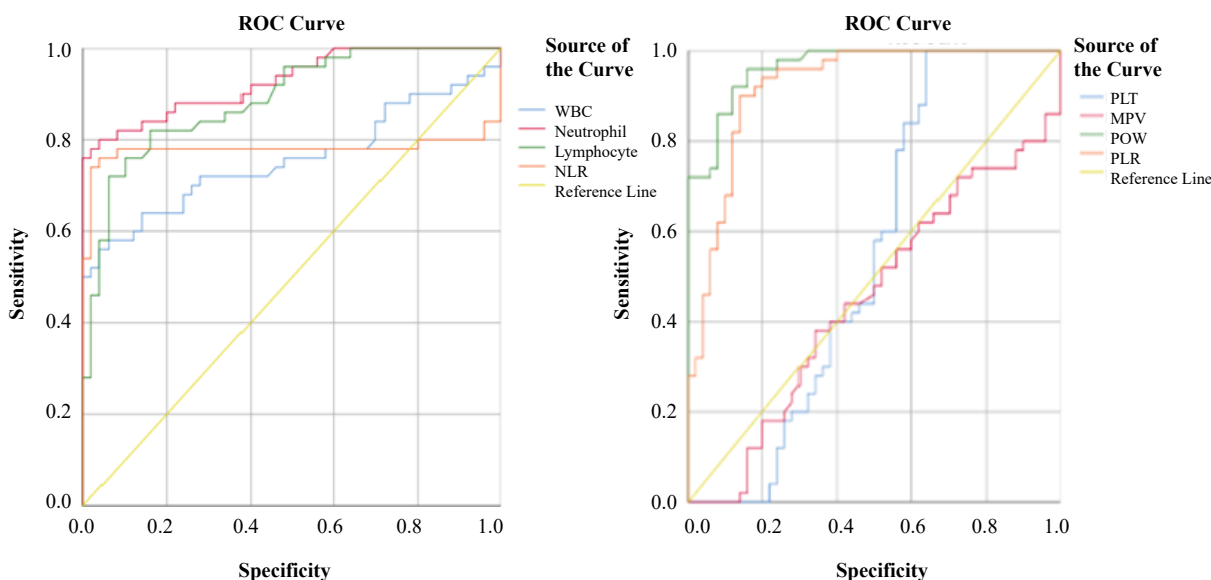 ROC Curve
Source of
the Curve
WBC
Neutrophil
Lymphocyte
NLR
Reference Line
Sensitivity
1.0
0.8
0.6
0.4
0.2
0.0
0.0 0.2 0.4 0.6 0.8 1.0
Specificity
ROC Curve
Source of
the Curve
PLT
MPV
POW
PLR
Reference Line
Sensitivity
1.0
0.8
0.6
0.4
0.2
0.0
0.0 0.2 0.4 0.6 0.8 1.0
Specificity